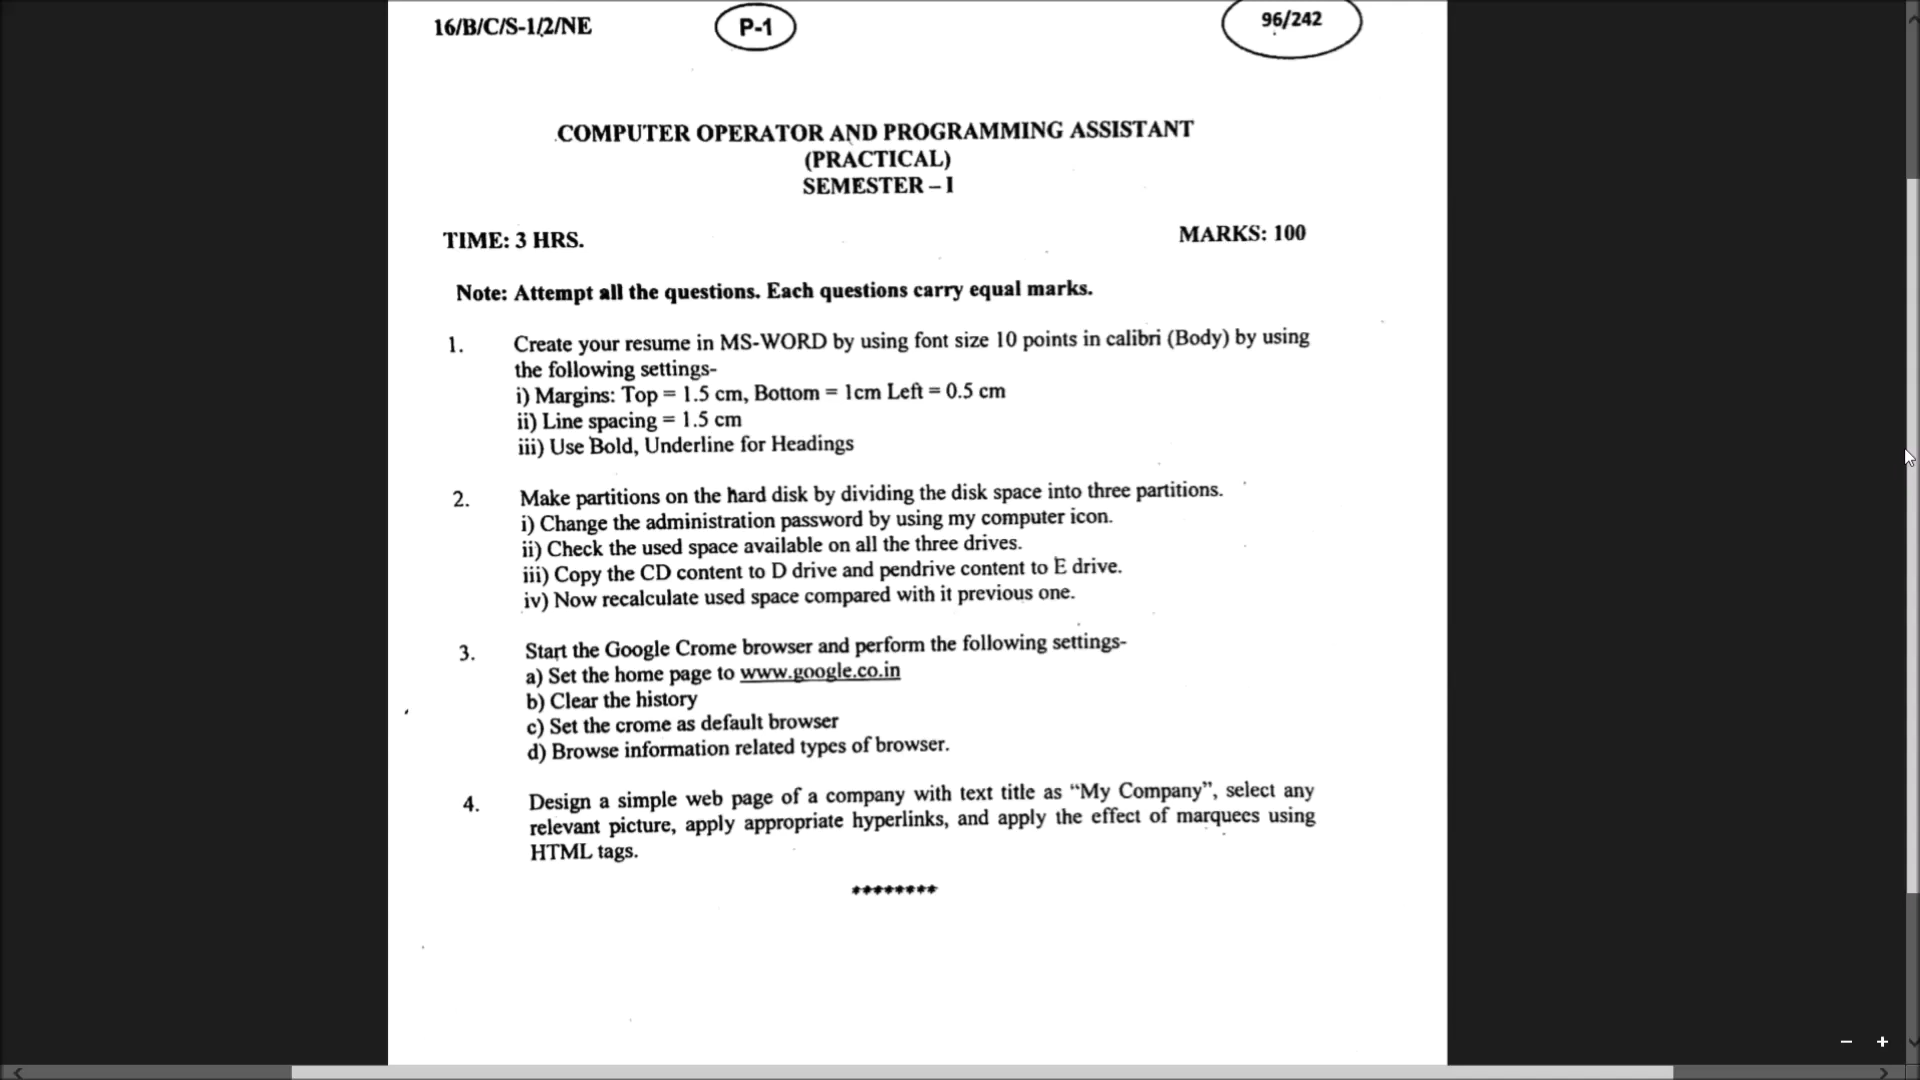 16/B/C/S-1/2/NE P-1 96/242
COMPUTER OPERATOR AND PROGRAMMING ASSISTANT
(PRACTICAL)
SEMESTER – I
TIME: 3 HRS. MARKS: 100
Note: Attempt all the questions. Each questions carry equal marks.
1. Create your resume in MS-WORD by using font size 10 points in calibri (Body) by using
the following settings-
i) Margins: Top = 1.5 cm, Bottom = 1cm Left = 0.5 cm
ii) Line spacing = 1.5 cm
iii) Use Bold, Underline for Headings
2. Make partitions on the hard disk by dividing the disk space into three partitions.
i) Change the administration password by using my computer icon.
ii) Check the used space available on all the three drives.
iii) Copy the CD content to D drive and pendrive content to E drive.
iv) Now recalculate used space compared with it previous one.
3. Start the Google Crome browser and perform the following settings-
a) Set the home page to www.google.co.in
b) Clear the history
c) Set the crome as default browser
d) Browse information related types of browser.
4. Design a simple web page of a company with text title as “My Company”, select any
relevant picture, apply appropriate hyperlinks, and apply the effect of marquees using
HTML tags.
********